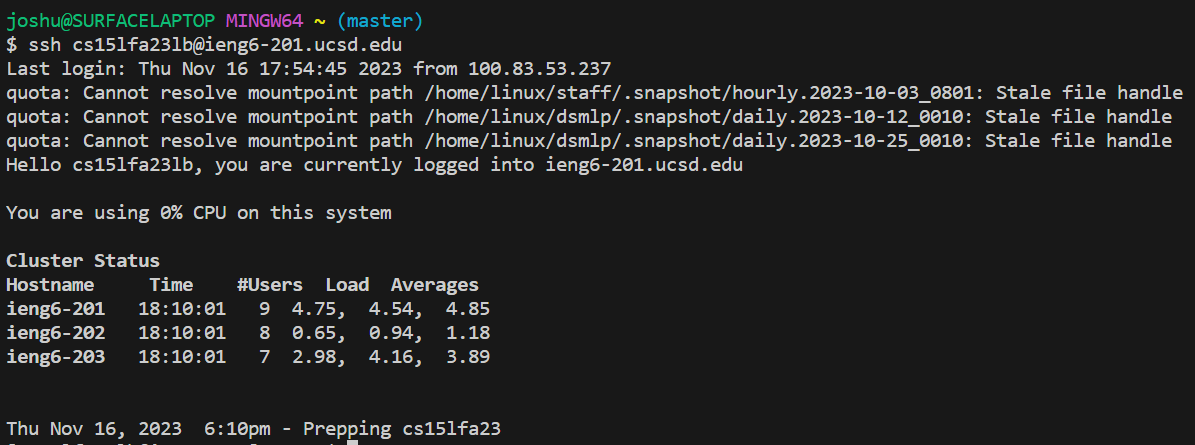 joshu@SURFACELAPTOP MINGW64 ~ (master)
$ ssh cs15lfa23lb@ieng6-201.ucsd.edu
Last login: Thu Nov 16 17:54:45 2023 from 100.83.53.237
quota: Cannot resolve mountpoint path /home/linux/staff/.snapshot/hourly.2023-10-03_0801: Stale file handle
quota: Cannot resolve mountpoint path /home/linux/dsmlp/.snapshot/daily.2023-10-12_0010: Stale file handle
quota: Cannot resolve mountpoint path /home/linux/dsmlp/.snapshot/daily.2023-10-25_0010: Stale file handle
Hello cs15lfa23lb, you are currently logged into ieng6-201.ucsd.edu
You are using 0% CPU on this system
Cluster Status
Hostname     Time    #Users  Load  Averages
ieng6-201   18:10:01   9  4.75,  4.54,  4.85
ieng6-202   18:10:01   8  0.65,  0.94,  1.18
ieng6-203   18:10:01   7  2.98,  4.16,  3.89
Thu Nov 16, 2023  6:10pm - Prepping cs15lfa23